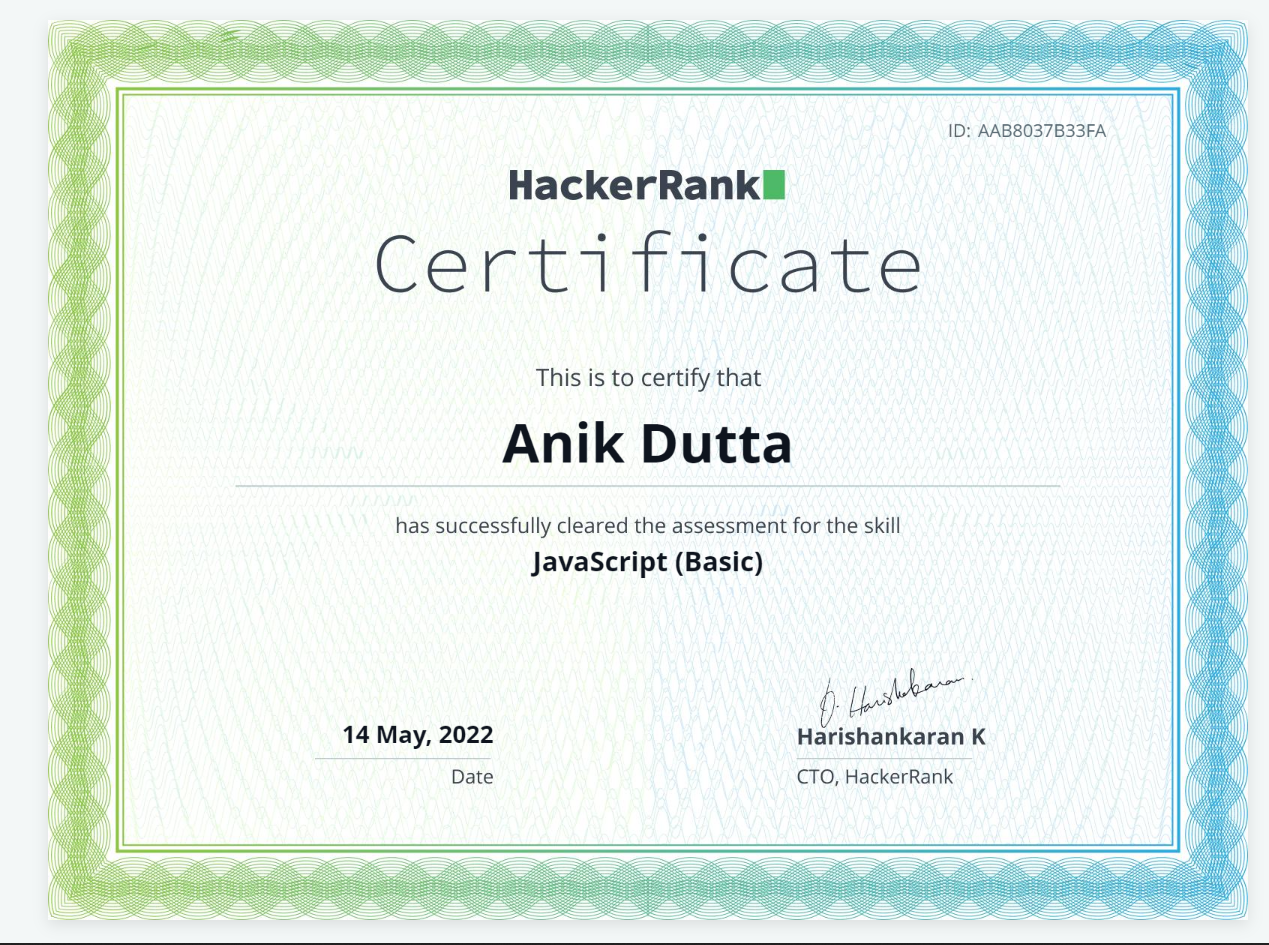 ID: AAB8037B33FA
HackerRank
Certificate
This is to certify that
Anik Dutta
has successfully cleared the assessment for the skill
JavaScript (Basic)
14 May, 2022
Date
Harishankaran K
CTO, HackerRank